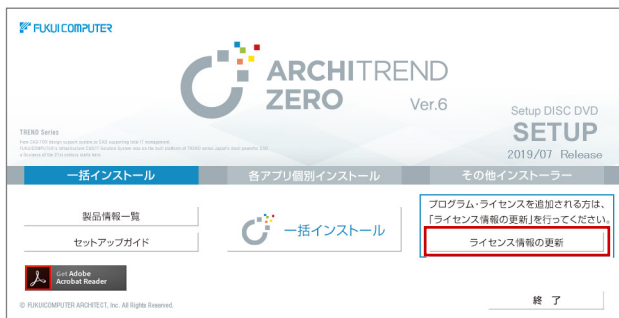 FUKUI COMPUTER
ARCHITREND
ZERO Ver.6
Setup DISC DVD
SETUP
2019/07 Release
TREND Series
一括インストール
各アプリ個別インストール
その他インストーラー
製品情報一覧
セットアップガイド
一括インストール
プログラム・ライセンスを追加される方は、
「ライセンス情報の更新」を行ってください。
ライセンス情報の更新
Get Adobe
Acrobat Reader
© FUKUICOMPUTER ARCHITECT, Inc. All Rights Reserved.
終 了